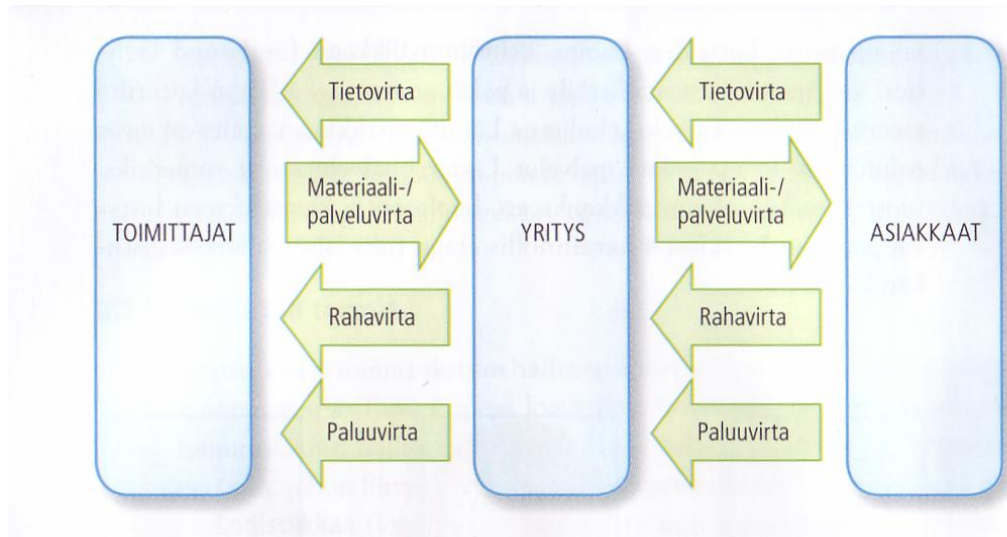 Tietovirta
Tietovirta
Materiaali-/
palveluvirta
Materiaali-/
palveluvirta
TOIMITTAJAT
YRITYS
ASIAKKAAT
Rahavirta
Rahavirta
Paluuvirta
Paluuvirta